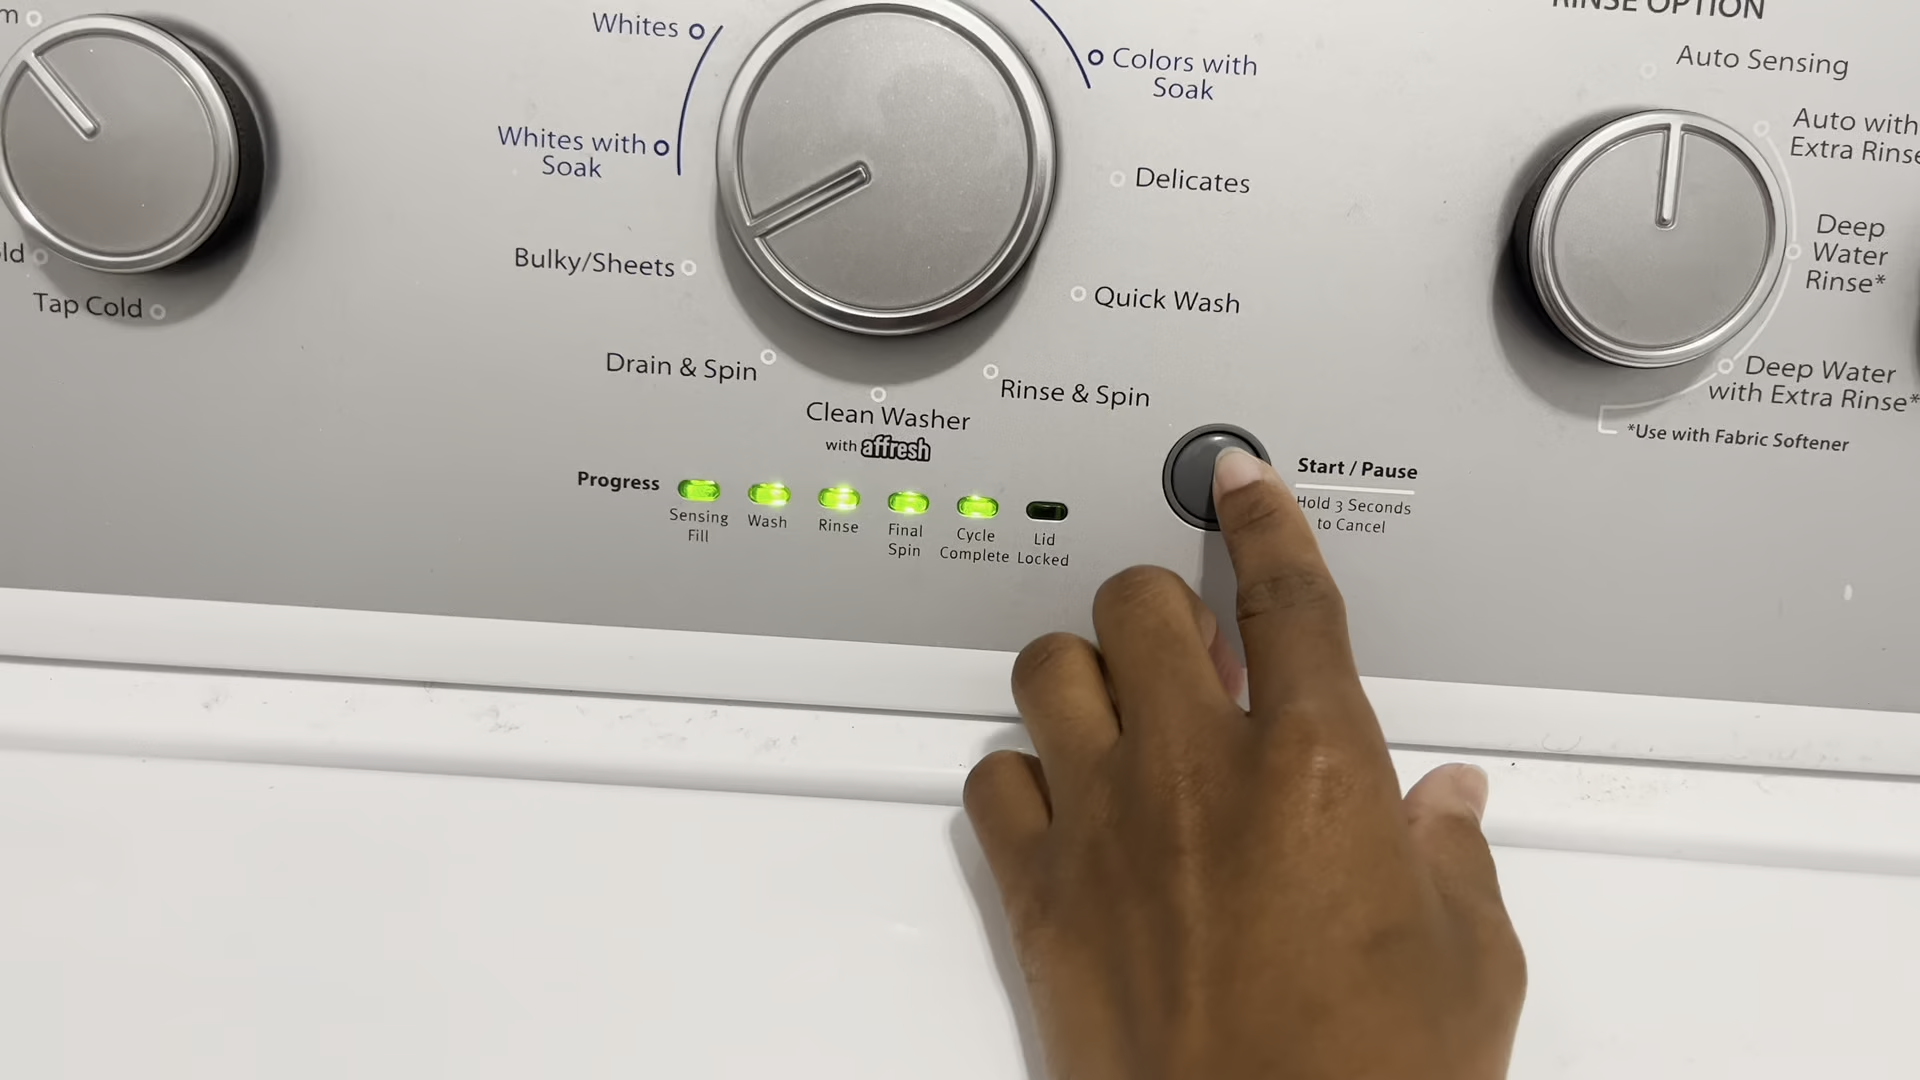 RINSE OPTION
Whites
Colors with
Soak
Auto Sensing
Auto with
Extra Rinse
Whites with
Soak
Delicates
Deep
Water
Rinse*
Bulky/Sheets
Quick Wash
Tap Cold
Drain & Spin
Rinse & Spin
Deep Water
with Extra Rinse*
Clean Washer
with affresh
*Use with Fabric Softener
Progress
Sensing
Fill
Wash
Rinse
Final
Spin
Cycle
Complete
Lid
Locked
Start / Pause
Hold 3 Seconds
to Cancel